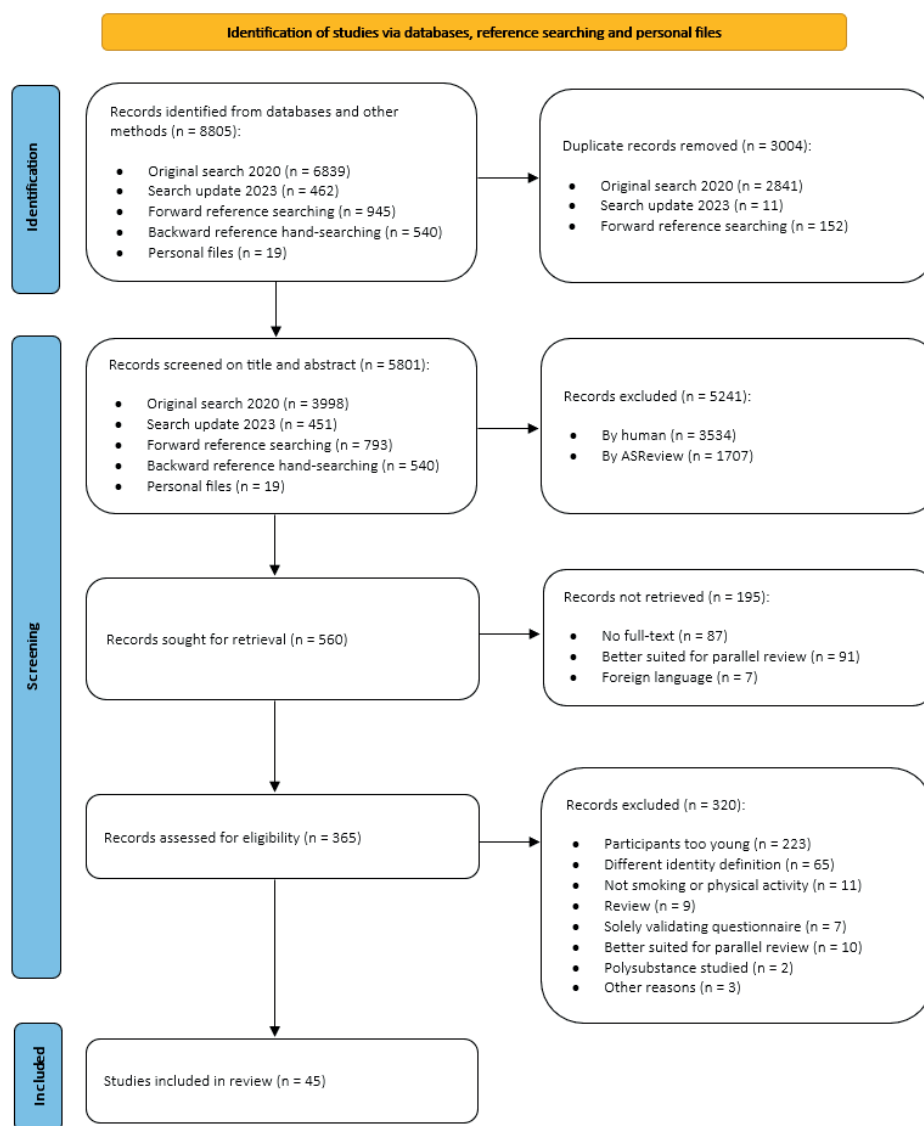 Identification of studies via databases, reference searching and personal files
Identification
Records identified from databases and other
methods (n = 8805):
• Original search 2020 (n = 6839)
• Search update 2023 (n = 462)
• Forward reference searching (n = 945)
• Backward reference hand-searching (n = 540)
• Personal files (n = 19)
Duplicate records removed (n = 3004):
• Original search 2020 (n = 2841)
• Search update 2023 (n = 11)
• Forward reference searching (n = 152)
Screening
Records screened on title and abstract (n = 5801):
• Original search 2020 (n = 3998)
• Search update 2023 (n = 451)
• Forward reference searching (n = 793)
• Backward reference hand-searching (n = 540)
• Personal files (n = 19)
Records excluded (n = 5241):
• By human (n = 3534)
• By ASReview (n = 1707)
Records sought for retrieval (n = 560)
Records not retrieved (n = 195):
• No full-text (n = 87)
• Better suited for parallel review (n = 91)
• Foreign language (n = 7)
Records assessed for eligibility (n = 365)
Records excluded (n = 320):
• Participants too young (n = 223)
• Different identity definition (n = 65)
• Not smoking or physical activity (n = 11)
• Review (n = 9)
• Solely validating questionnaire (n = 7)
• Better suited for parallel review (n = 10)
• Polysubstance studied (n = 2)
• Other reasons (n = 3)
Included
Studies included in review (n = 45)